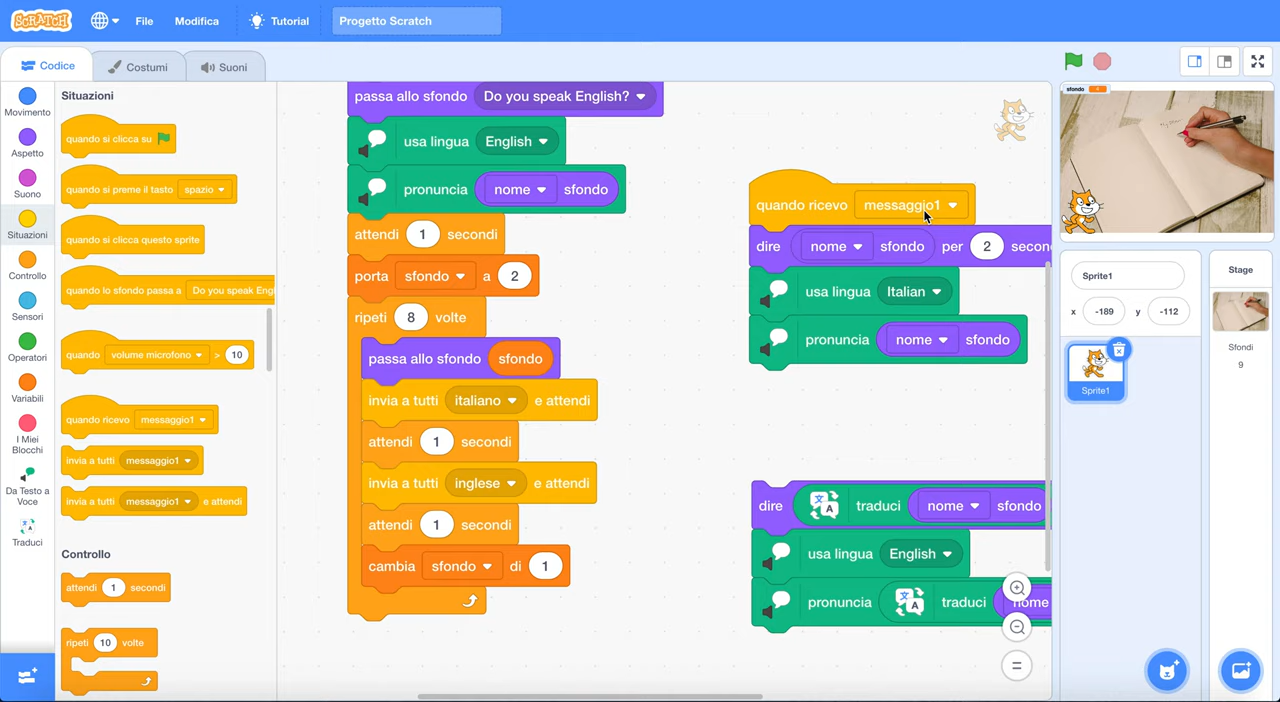 SCRATCH File Modifica Tutorial Progetto Scratch
Codice Costumi Suoni
Movimento
Aspetto
Suono
Situazioni
Controllo
Sensori
Operatori
Variabili
I Miei
Blocchi
Da Testo a
Voce
Traduci
Situazioni
quando si clicca su
quando si preme il tasto spazio
quando si clicca questo sprite
quando lo sfondo passa a Do you speak Engl
quando volume microfono > 10
quando ricevo messaggio1
invia a tutti messaggio1
invia a tutti messaggio1 e attendi
Controllo
attendi 1 secondi
ripeti 10 volte
passa allo sfondo Do you speak English?
usa lingua English
pronuncia nome sfondo
attendi 1 secondi
porta sfondo a 2
ripeti 8 volte
passa allo sfondo sfondo
invia a tutti italiano e attendi
attendi 1 secondi
invia a tutti inglese e attendi
attendi 1 secondi
cambia sfondo di 1
quando ricevo messaggio1
dire nome sfondo per 2 secon
usa lingua Italian
pronuncia nome sfondo
dire traduci nome sfondo
usa lingua English
pronuncia traduci nome
sfondo 4
Sprite1
x -189 y -112
Sprite1
Stage
Sfondi
9